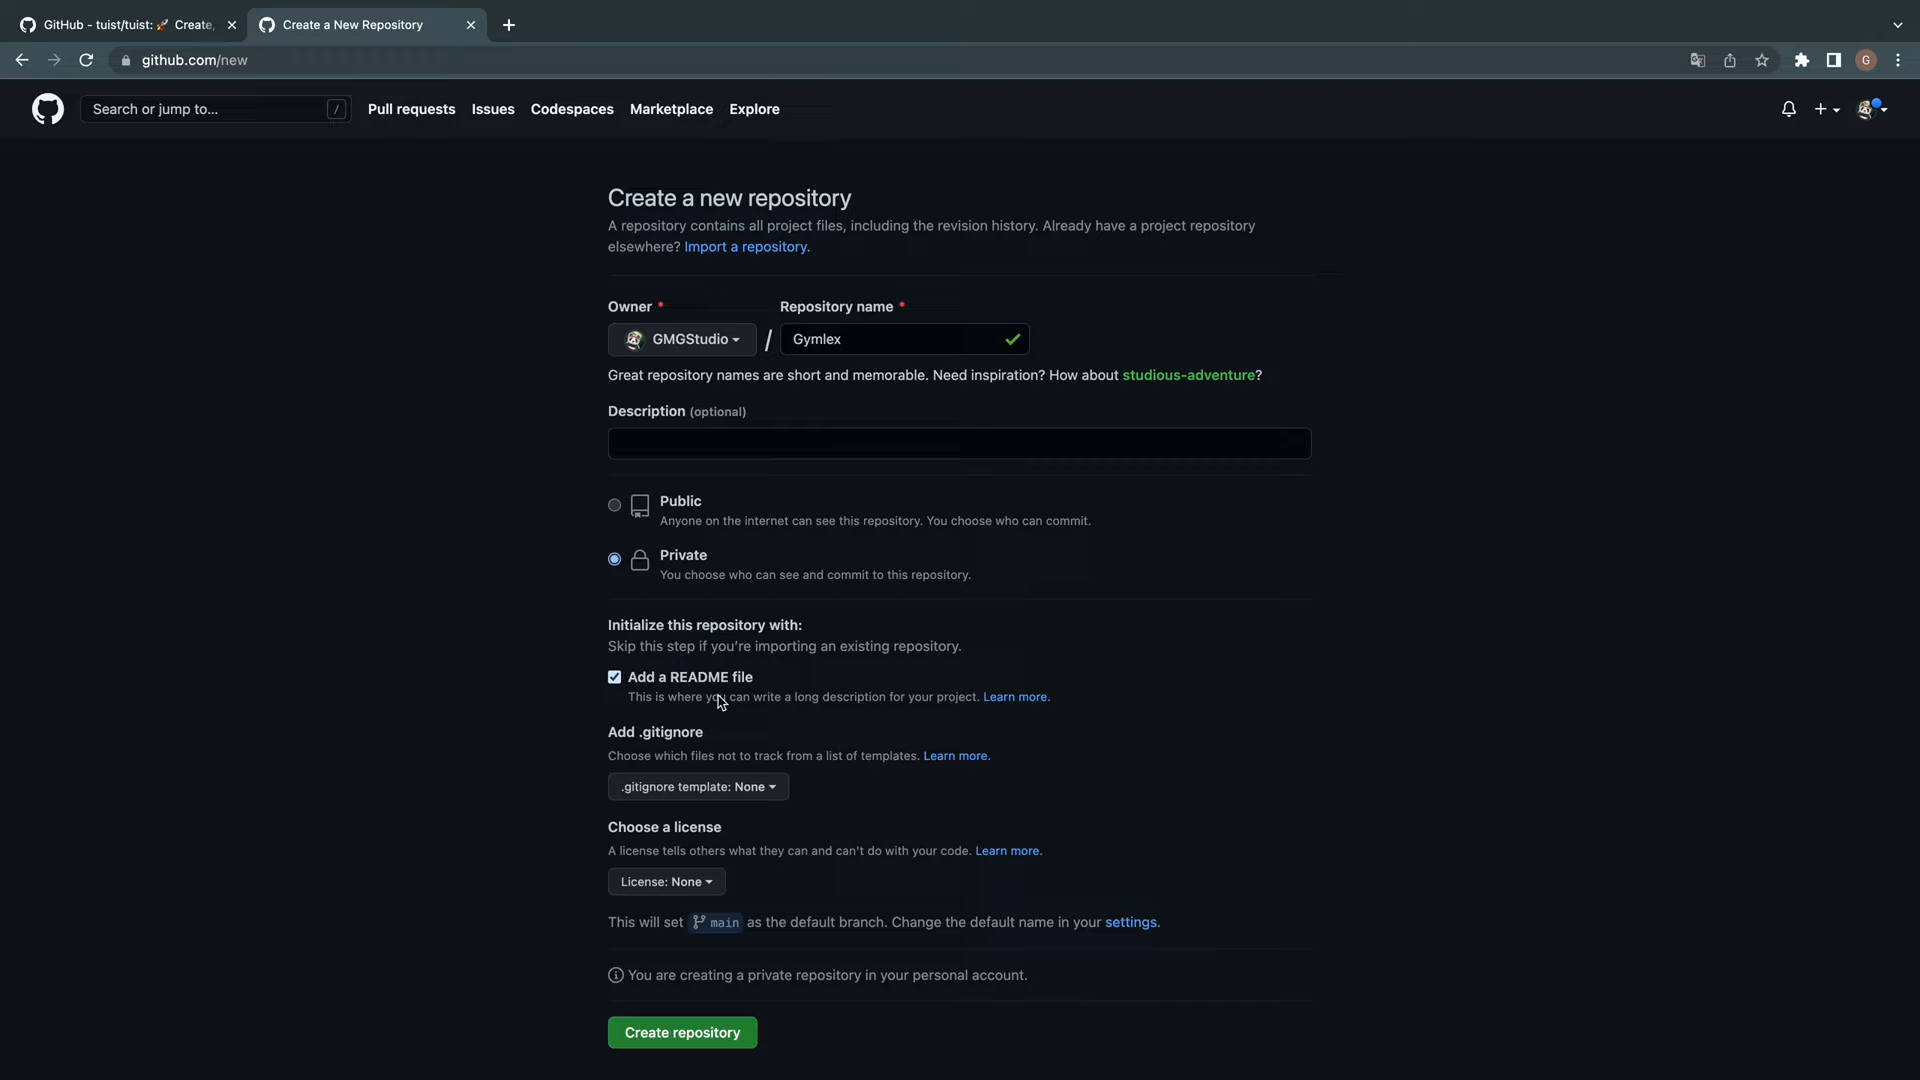 GitHub - tuist/tuist: 🚀 Create,
Create a New Repository
github.com/new
G
Search or jump to...
/
Pull requests
Issues
Codespaces
Marketplace
Explore
Create a new repository
A repository contains all project files, including the revision history. Already have a project repository
elsewhere? Import a repository.
Owner *
Repository name *
GMGStudio
/
Gymlex
Great repository names are short and memorable. Need inspiration? How about studious-adventure?
Description (optional)
Public
Anyone on the internet can see this repository. You choose who can commit.
Private
You choose who can see and commit to this repository.
Initialize this repository with:
Skip this step if you're importing an existing repository.
Add a README file
This is where you can write a long description for your project. Learn more.
Add .gitignore
Choose which files not to track from a list of templates. Learn more.
.gitignore template: None
Choose a license
A license tells others what they can and can't do with your code. Learn more.
License: None
This will set main as the default branch. Change the default name in your settings.
You are creating a private repository in your personal account.
Create repository